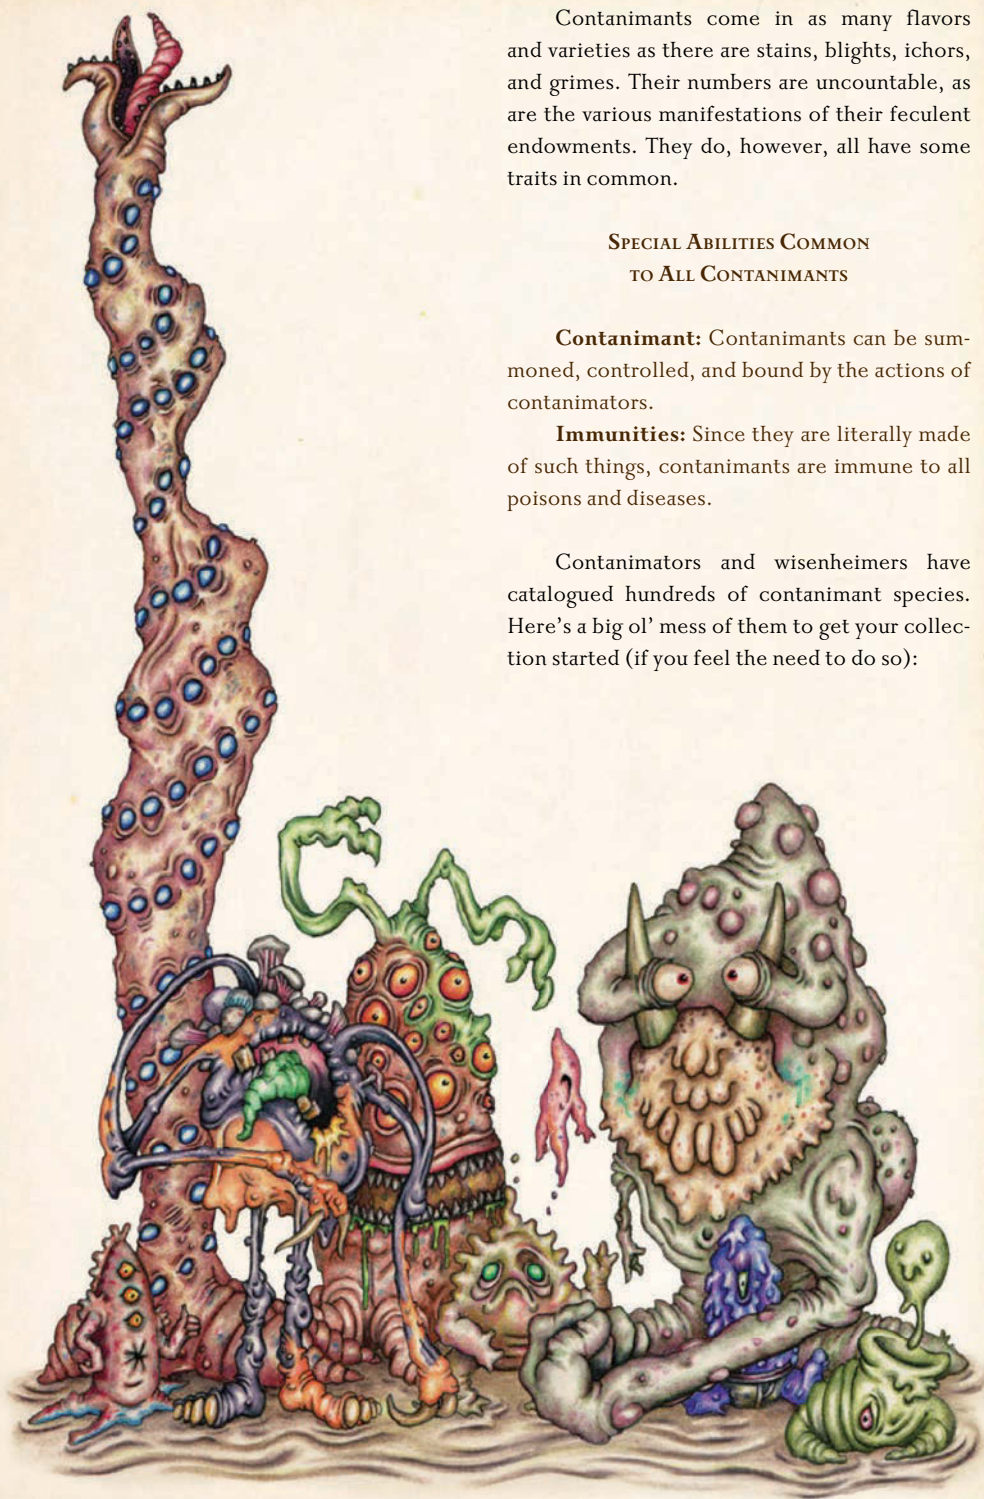 Contanimants come in as many flavors
and varieties as there are stains, blights, ichors,
and grimes. Their numbers are uncountable, as
are the various manifestations of their feculent
endowments. They do, however, all have some
traits in common.
Special Abilities Common
to All Contanimants
Contanimant: Contanimants can be sum-
moned, controlled, and bound by the actions of
contanimators.
Immunities: Since they are literally made
of such things, contanimants are immune to all
poisons and diseases.
Contanimators and wisenheimers have
catalogued hundreds of contanimant species.
Here’s a big ol’ mess of them to get your collec-
tion started (if you feel the need to do so):